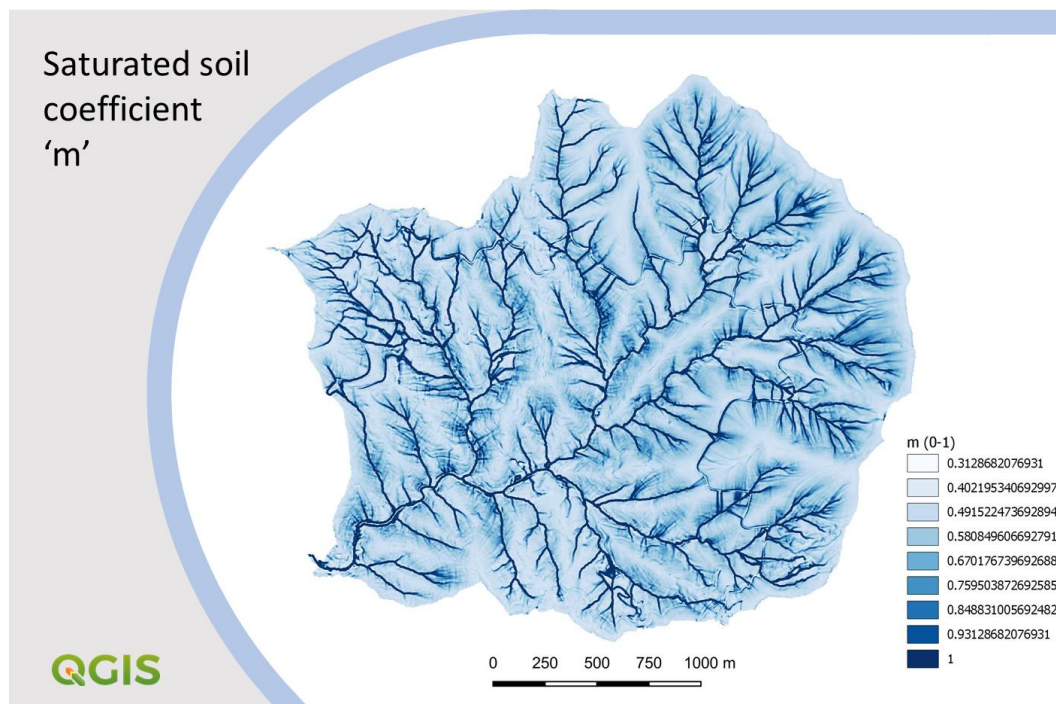 Saturated soil
coefficient
‘m’
m (0-1)
0.3128682076931
0.402195340692997
0.491522473692894
0.580849606692791
0.670176739692688
0.759503872692585
0.848831005692482
0.93128682076931
1
0 250 500 750 1000 m
QGIS